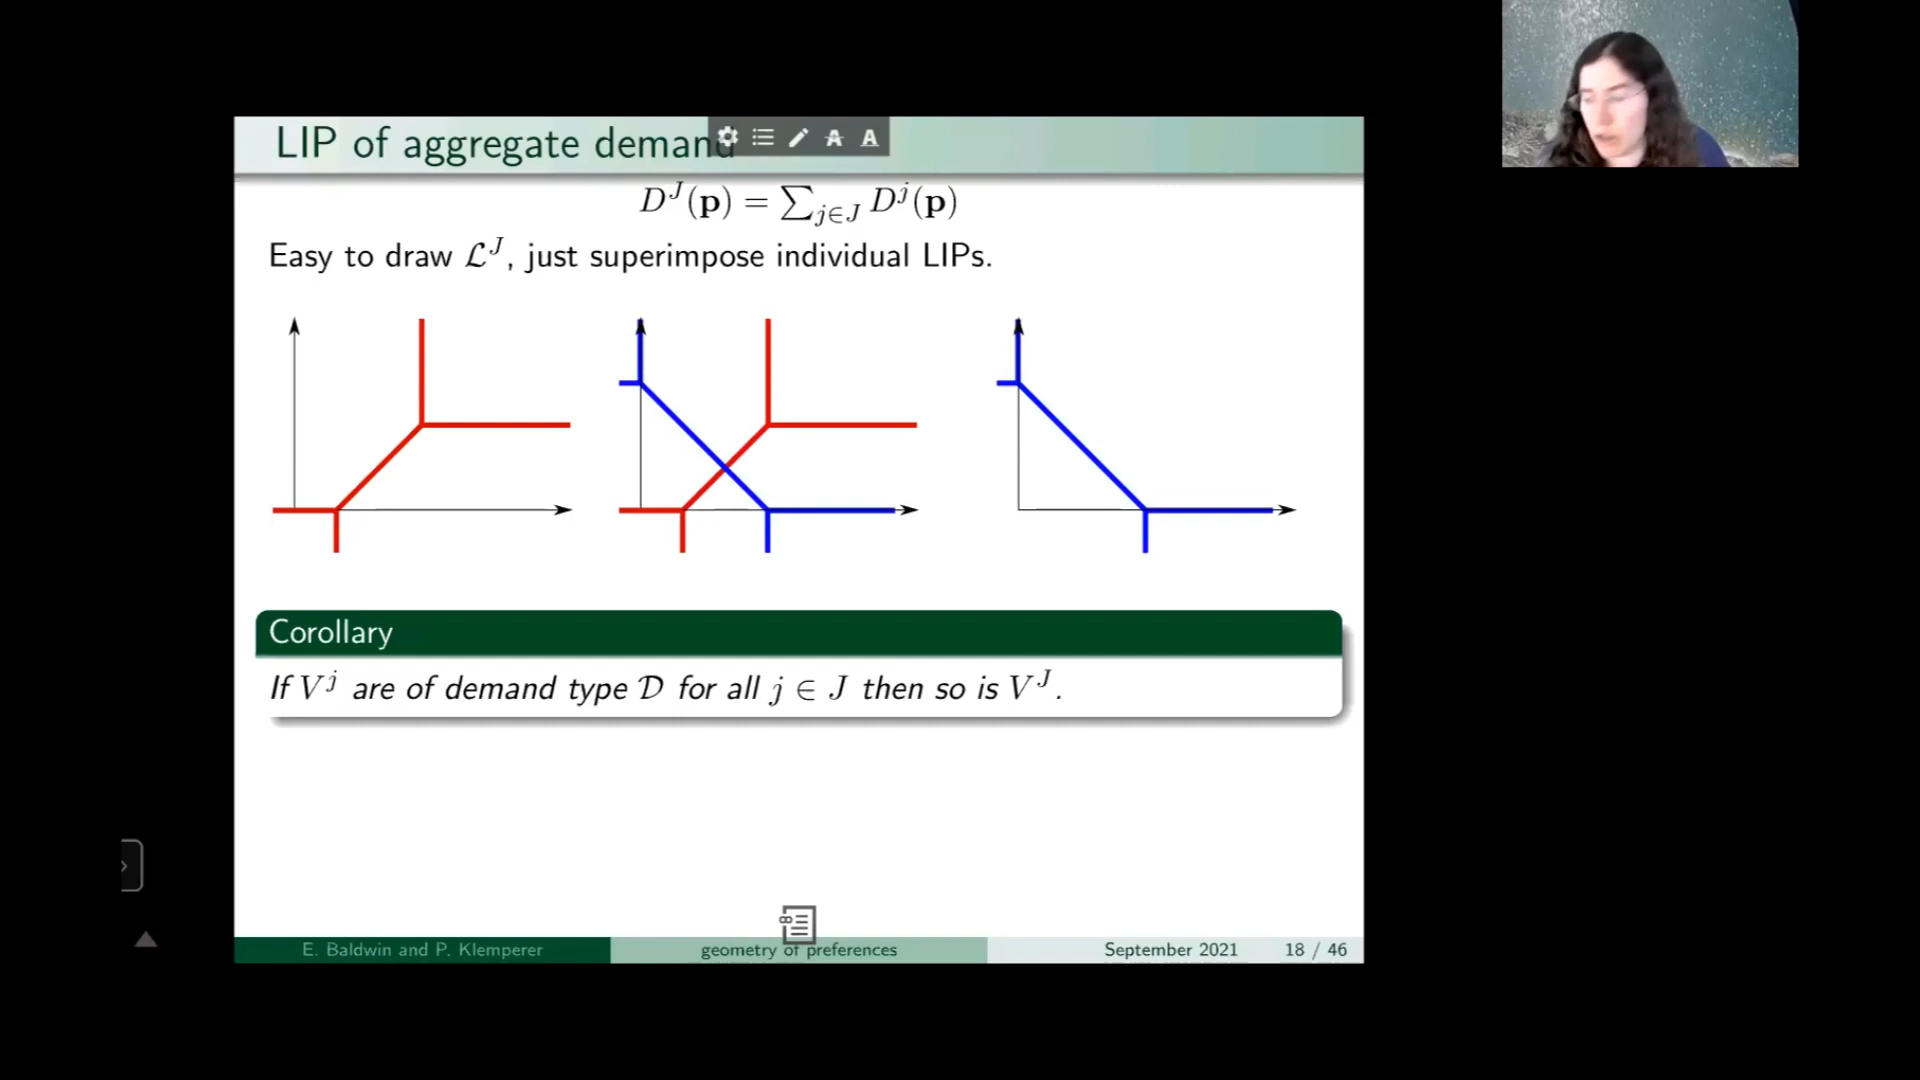 LIP of aggregate demand
D^J(p) = ∑_{j∈J} D^j(p)
Easy to draw ℒ^J, just superimpose individual LIPs.
Corollary
If V^j are of demand type 𝒟 for all j ∈ J then so is V^J.
E. Baldwin and P. Klemperer geometry of preferences September 2021 18 / 46